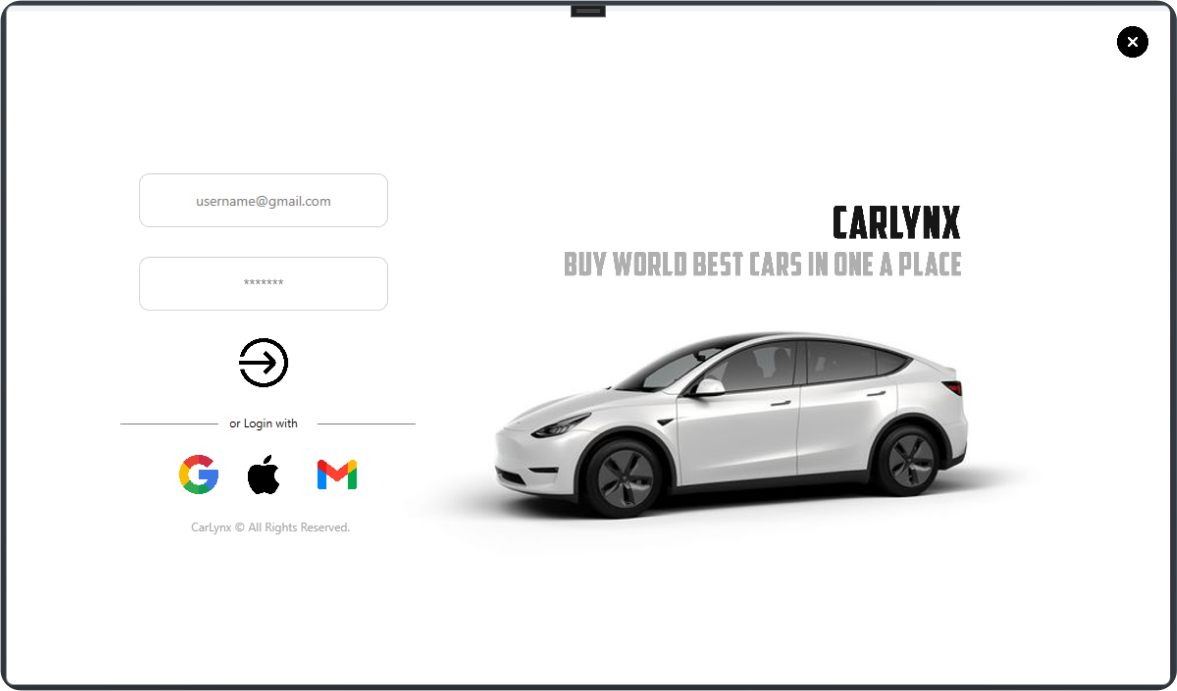 username@gmail.com
*******
or Login with
CarLynx © All Rights Reserved.
CARLYNX
BUY WORLD BEST CARS IN ONE A PLACE